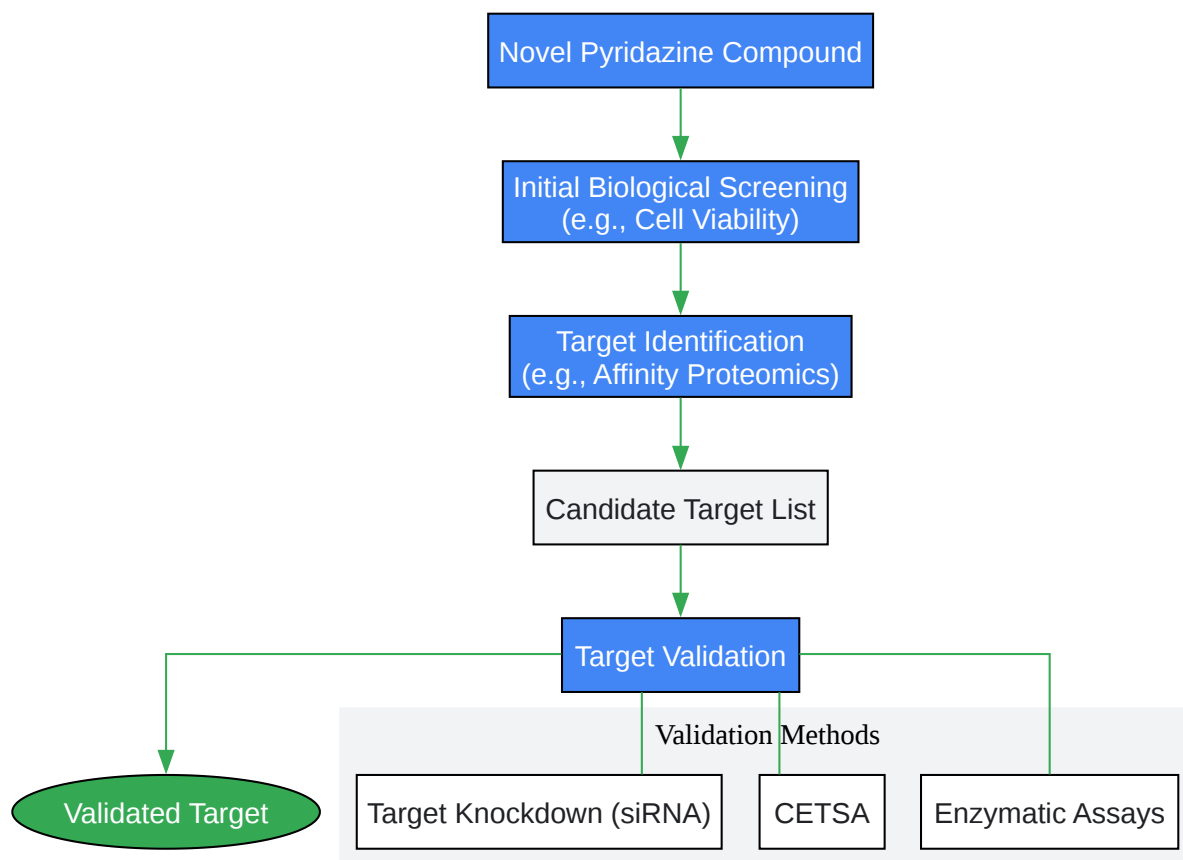 Novel Pyridazine Compound
Initial Biological Screening
(e.g., Cell Viability)
Target Identification
(e.g., Affinity Proteomics)
Candidate Target List
Target Validation
Validation Methods
Validated Target
Target Knockdown (siRNA)
CETSA
Enzymatic Assays